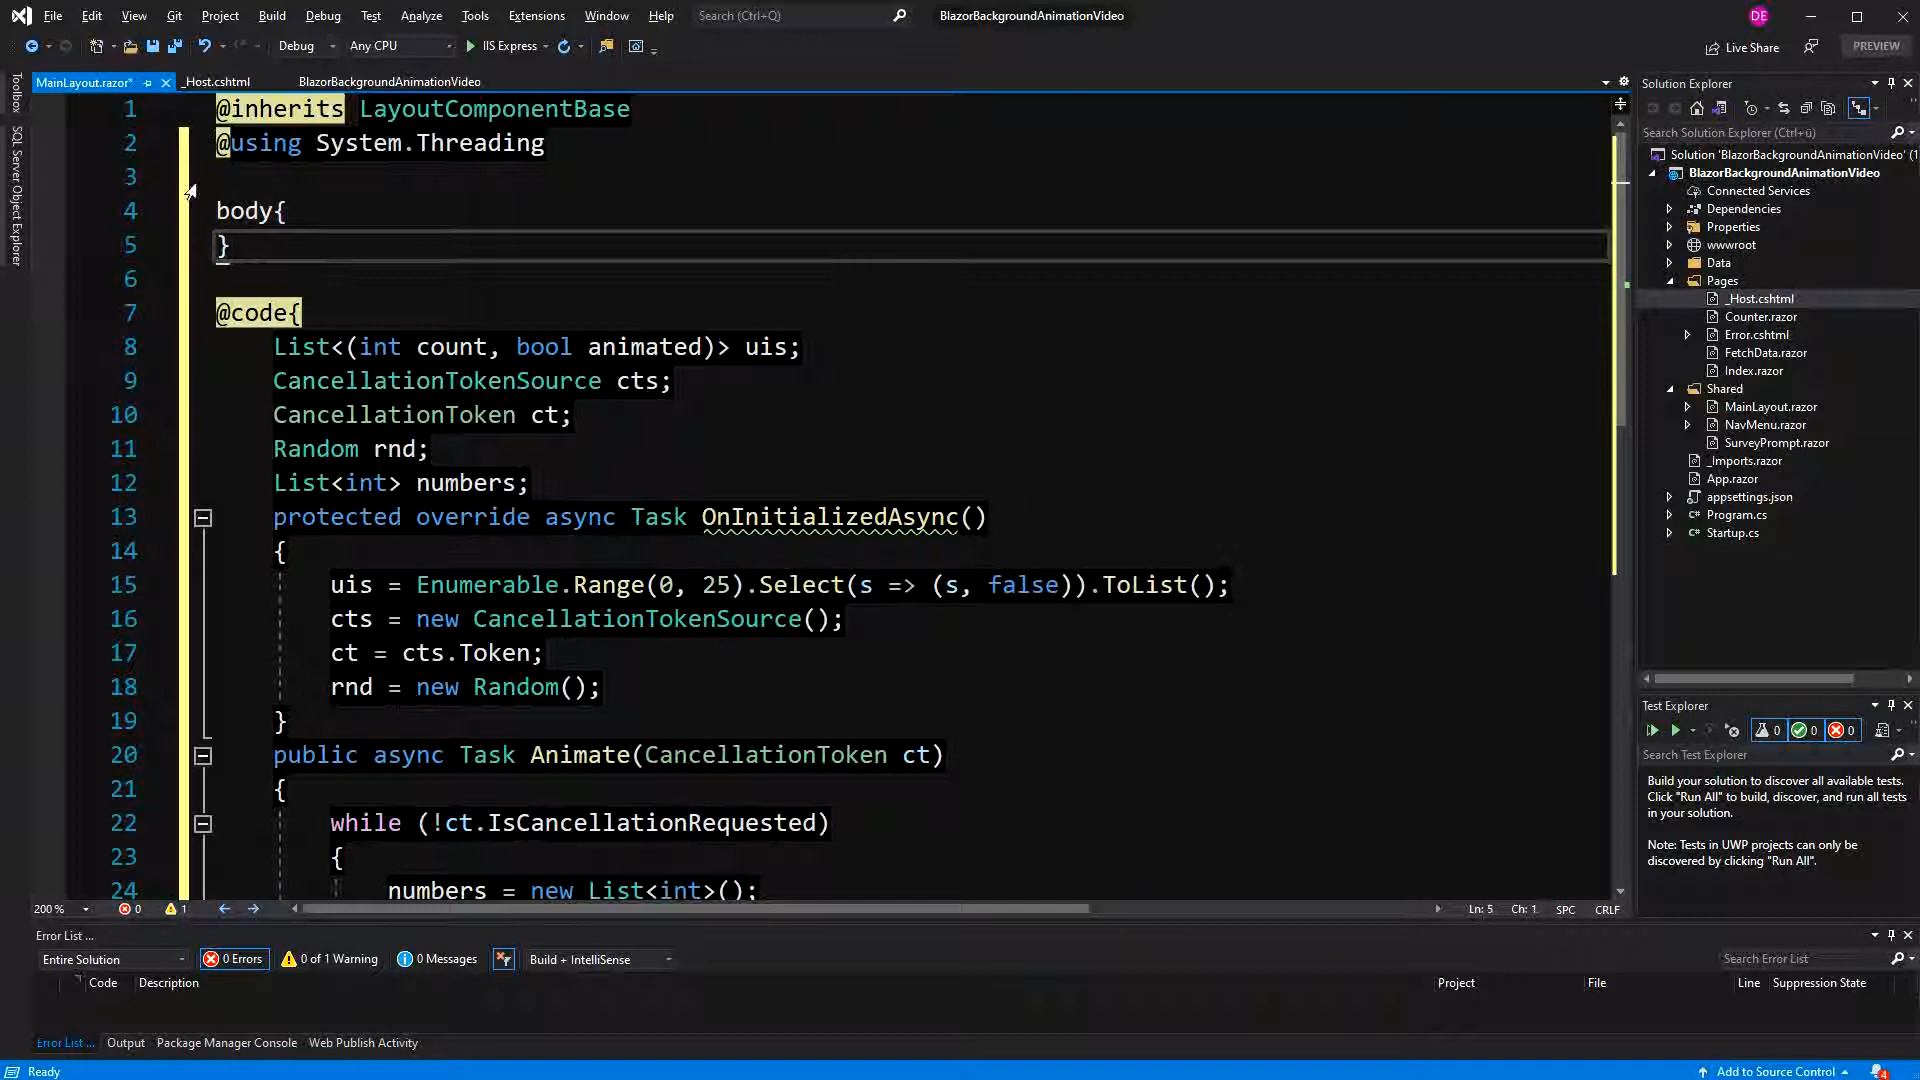 File Edit View Git Project Build Debug Test Analyze Tools Extensions Window Help Search (Ctrl+Q) BlazorBackgroundAnimationVideo DE
Debug Any CPU IIS Express Live Share PREVIEW
MainLayout.razor* _Host.cshtml BlazorBackgroundAnimationVideo
Toolbox
SQL Server Object Explorer
1 @inherits LayoutComponentBase
2 @using System.Threading
3
4 body{
5 }
6
7 @code{
8 List<(int count, bool animated)> uis;
9 CancellationTokenSource cts;
10 CancellationToken ct;
11 Random rnd;
12 List<int> numbers;
13 protected override async Task OnInitializedAsync()
14 {
15 uis = Enumerable.Range(0, 25).Select(s => (s, false)).ToList();
16 cts = new CancellationTokenSource();
17 ct = cts.Token;
18 rnd = new Random();
19 }
20 public async Task Animate(CancellationToken ct)
21 {
22 while (!ct.IsCancellationRequested)
23 {
24 numbers = new List<int>();
200 % 0 1 Ln: 5 Ch: 1 SPC CRLF
Solution Explorer
Search Solution Explorer (Ctrl+ü)
Solution 'BlazorBackgroundAnimationVideo' (1
BlazorBackgroundAnimationVideo
Connected Services
Dependencies
Properties
wwwroot
Data
Pages
_Host.cshtml
Counter.razor
Error.cshtml
FetchData.razor
Index.razor
Shared
MainLayout.razor
NavMenu.razor
SurveyPrompt.razor
_Imports.razor
App.razor
appsettings.json
Program.cs
Startup.cs
Test Explorer
0 0 0
Search Test Explorer
Build your solution to discover all available tests.
Click "Run All" to build, discover, and run all tests
in your solution.
Note: Tests in UWP projects can only be
discovered by clicking "Run All".
Error List ...
Entire Solution 0 Errors 0 of 1 Warning 0 Messages Build + IntelliSense Search Error List
Code Description Project File Line Suppression State
Error List ... Output Package Manager Console Web Publish Activity
Ready Add to Source Control 4